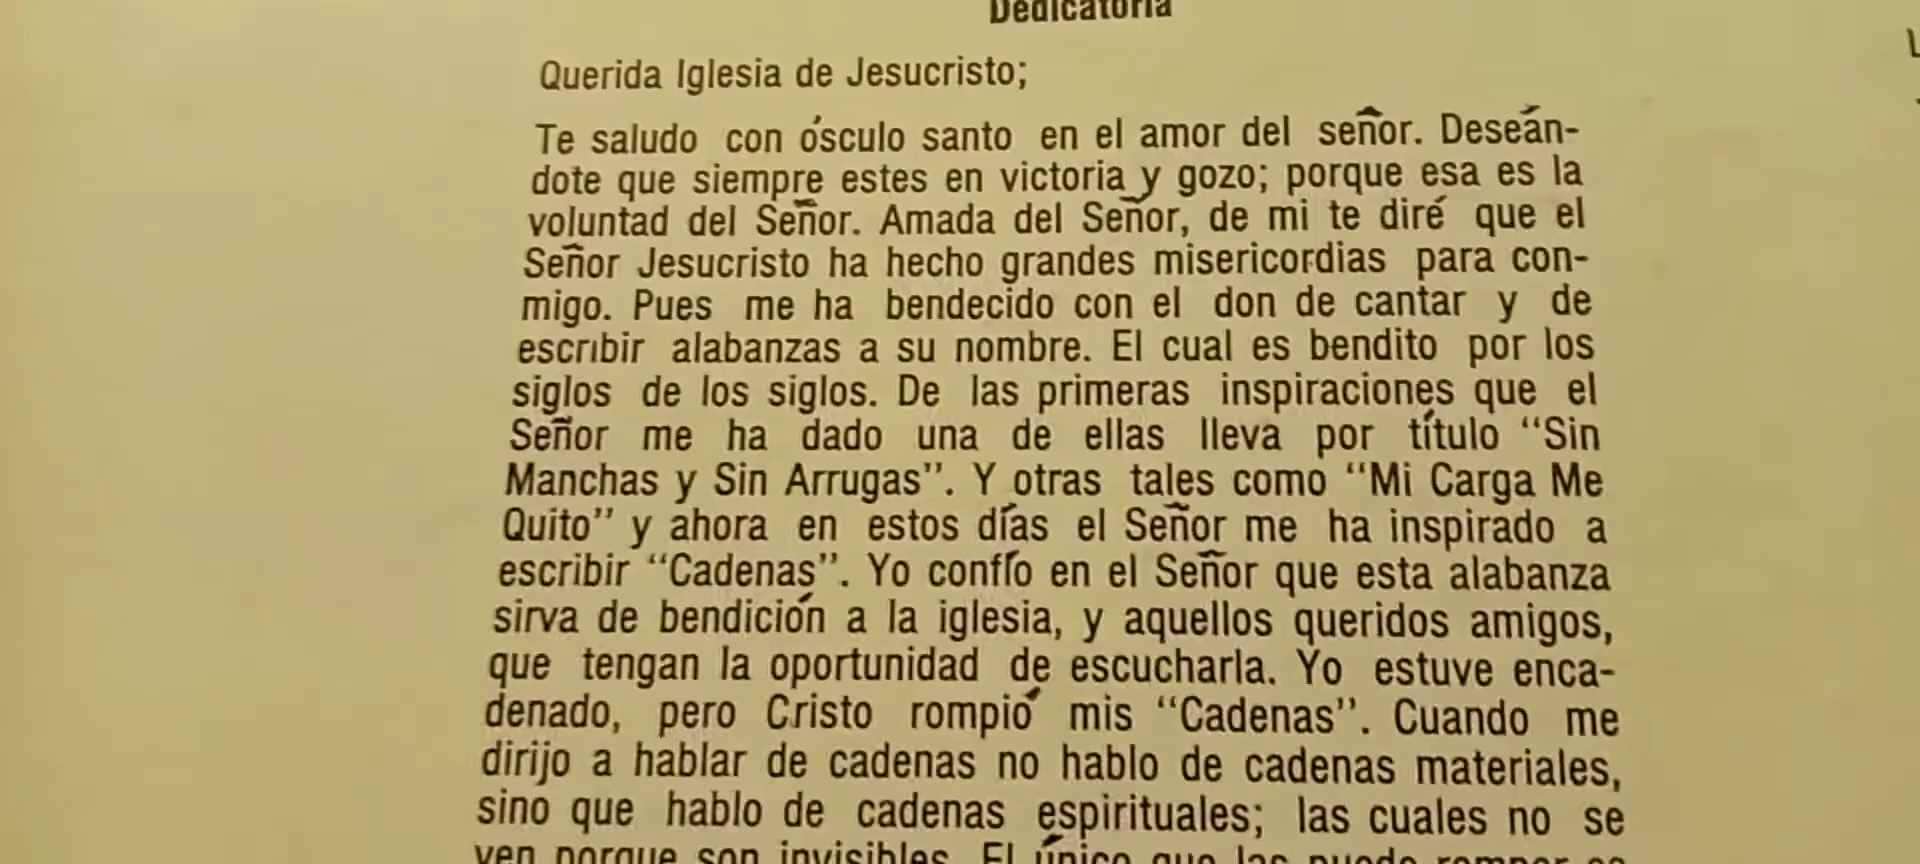 Dedicatoria
Querida Iglesia de Jesucristo;
Te saludo con ósculo santo en el amor del señor. Deseán-
dote que siempre estes en victoria y gozo; porque esa es la
voluntad del Señor. Amada del Señor, de mi te diré que el
Señor Jesucristo ha hecho grandes misericordias para con-
migo. Pues me ha bendecido con el don de cantar y de
escribir alabanzas a su nombre. El cual es bendito por los
siglos de los siglos. De las primeras inspiraciones que el
Señor me ha dado una de ellas lleva por título "Sin
Manchas y Sin Arrugas". Y otras tales como "Mi Carga Me
Quito" y ahora en estos días el Señor me ha inspirado a
escribir "Cadenas". Yo confío en el Señor que esta alabanza
sirva de bendición a la iglesia, y aquellos queridos amigos,
que tengan la oportunidad de escucharla. Yo estuve enca-
denado, pero Cristo rompió mis "Cadenas". Cuando me
dirijo a hablar de cadenas no hablo de cadenas materiales,
sino que hablo de cadenas espirituales; las cuales no se
ven porque son invisibles. El único que las puede romper es